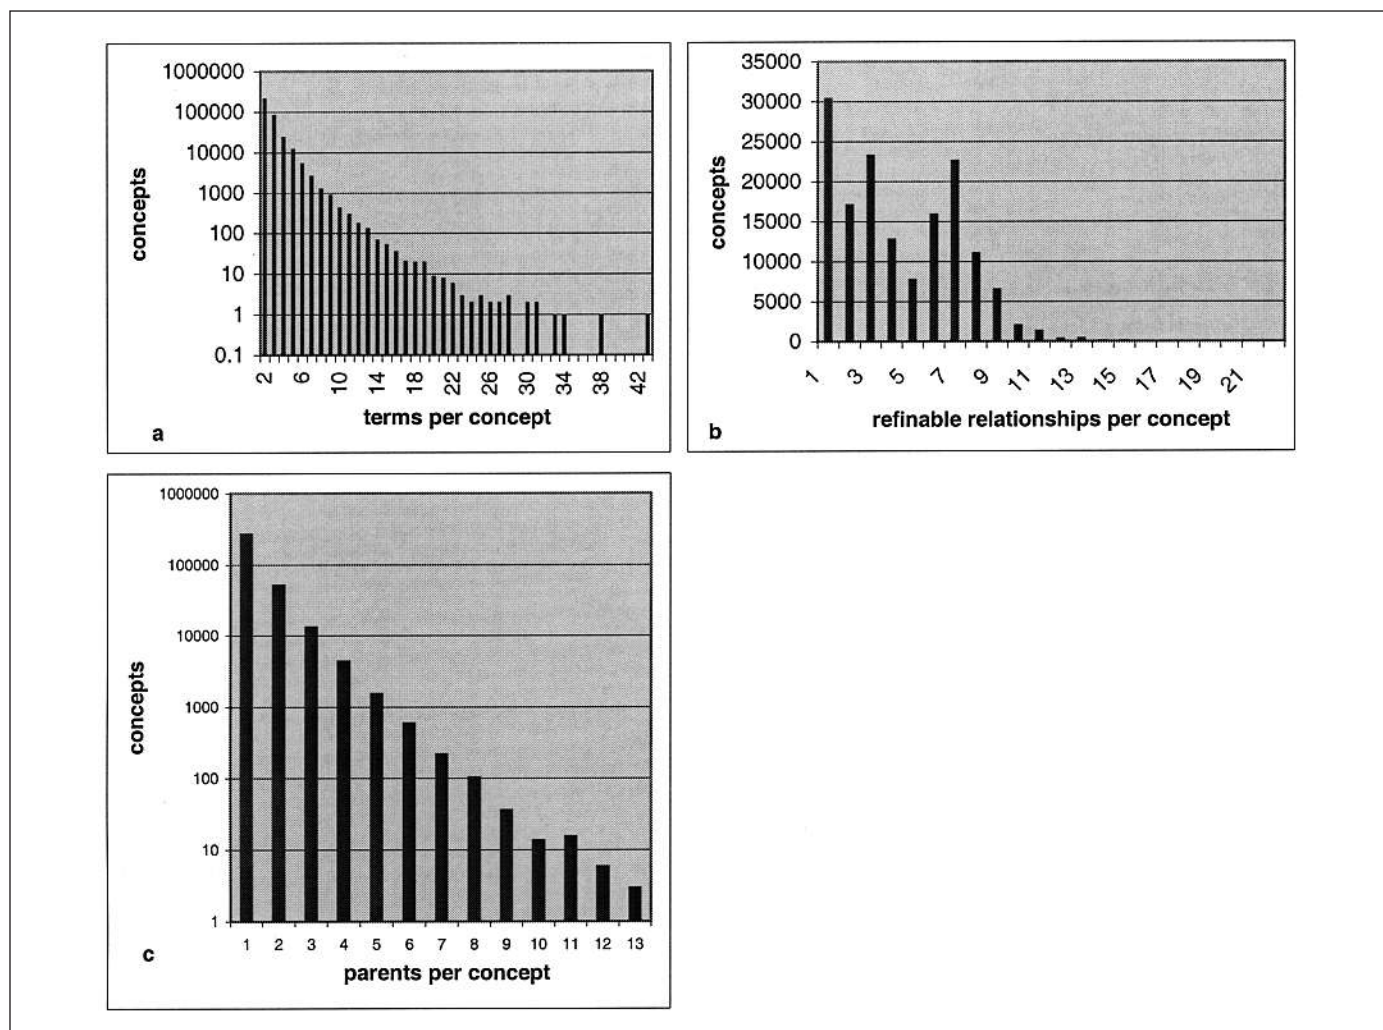 1000000
100000
10000
1000
100
10
1
0.1
concepts
2 6 10 14 18 22 26 30 34 38 42
terms per concept
a
35000
30000
25000
20000
15000
10000
5000
0
concepts
1 3 5 7 9 11 13 15 17 19 21
refinable relationships per concept
b
1000000
100000
10000
1000
100
10
1
concepts
1 2 3 4 5 6 7 8 9 10 11 12 13
parents per concept
c